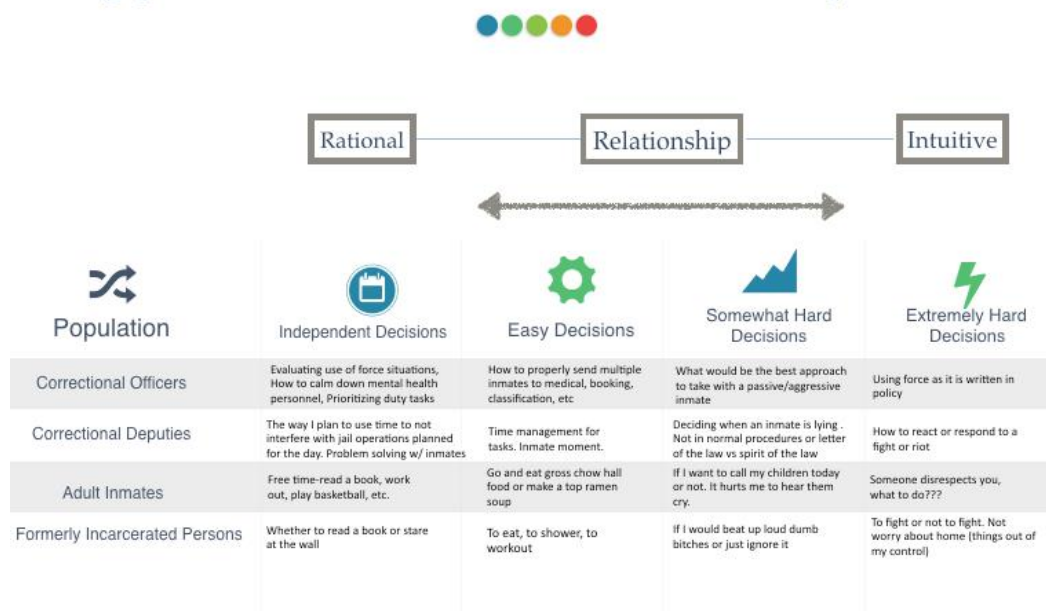 Rational
Relationship
Intuitive
Population
Independent Decisions
Easy Decisions
Somewhat Hard
Decisions
Extremely Hard
Decisions
Correctional Officers
Evaluating use of force situations,
How to calm down mental health
personnel, Prioritizing duty tasks
How to properly send multiple
inmates to medical, booking,
classification, etc
What would be the best approach
to take with a passive/aggressive
inmate
Using force as it is written in
policy
Correctional Deputies
The way I plan to use time to not
interfere with jail operations planned
for the day. Problem solving w/ inmates
Time management for
tasks. Inmate moment.
Deciding when an inmate is lying .
Not in normal procedures or letter
of the law vs spirit of the law
How to react or respond to a
fight or riot
Adult Inmates
Free time-read a book, work
out, play basketball, etc.
Go and eat gross chow hall
food or make a top ramen
soup
If I want to call my children today
or not. It hurts me to hear them
cry.
Someone disrespects you,
what to do???
Formerly Incarcerated Persons
Whether to read a book or stare
at the wall
To eat, to shower, to
workout
If I would beat up loud dumb
bitches or just ignore it
To fight or not to fight. Not
worry about home (things out of
my control)